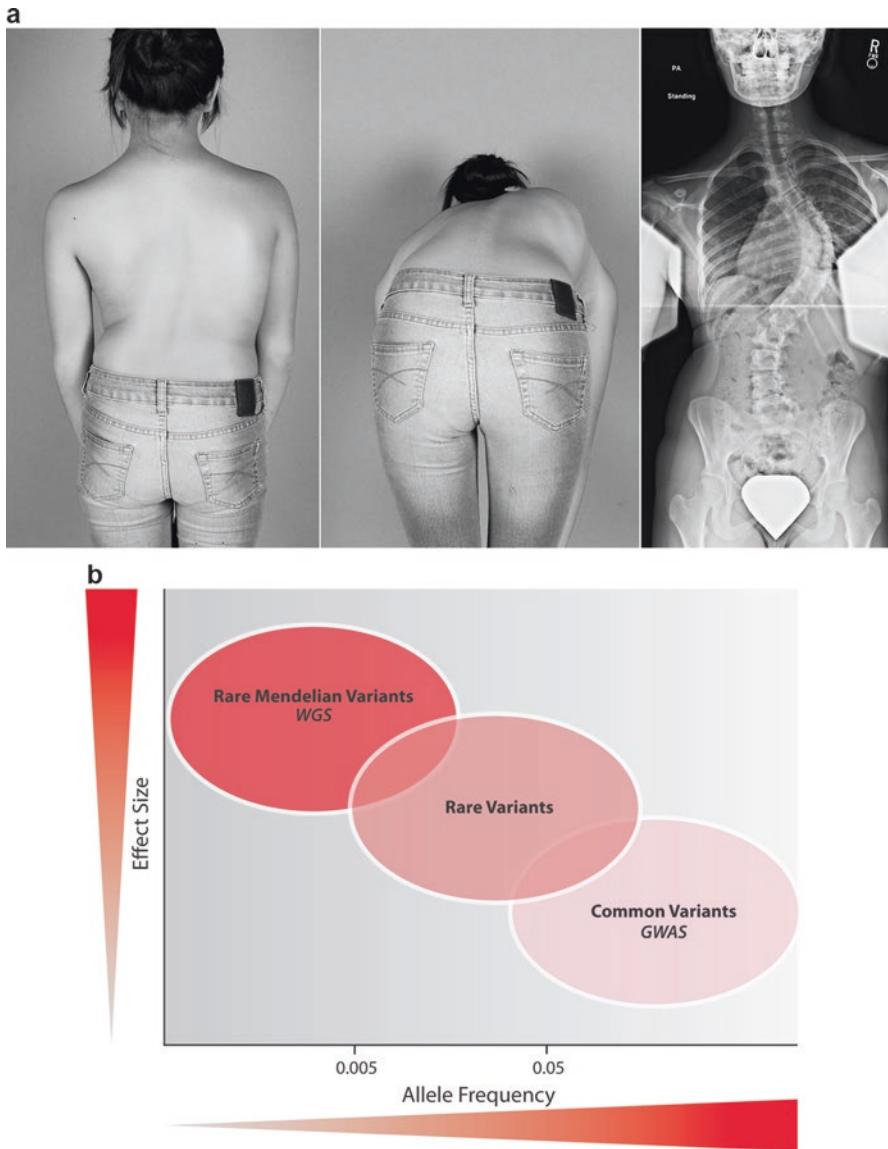 a
PA
Standing
R
b
Effect Size
Rare Mendelian Variants
WGS
Rare Variants
Common Variants
GWAS
0.005
0.05
Allele Frequency